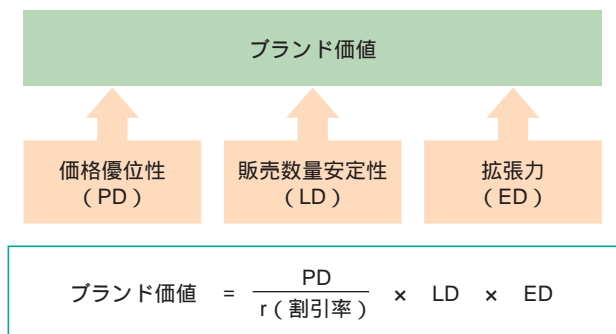 ブランド価値
価格優位性
（PD）
販売数量安定性
（LD）
拡張力
（ED）
ブランド価値 = PD / r（割引率） × LD × ED